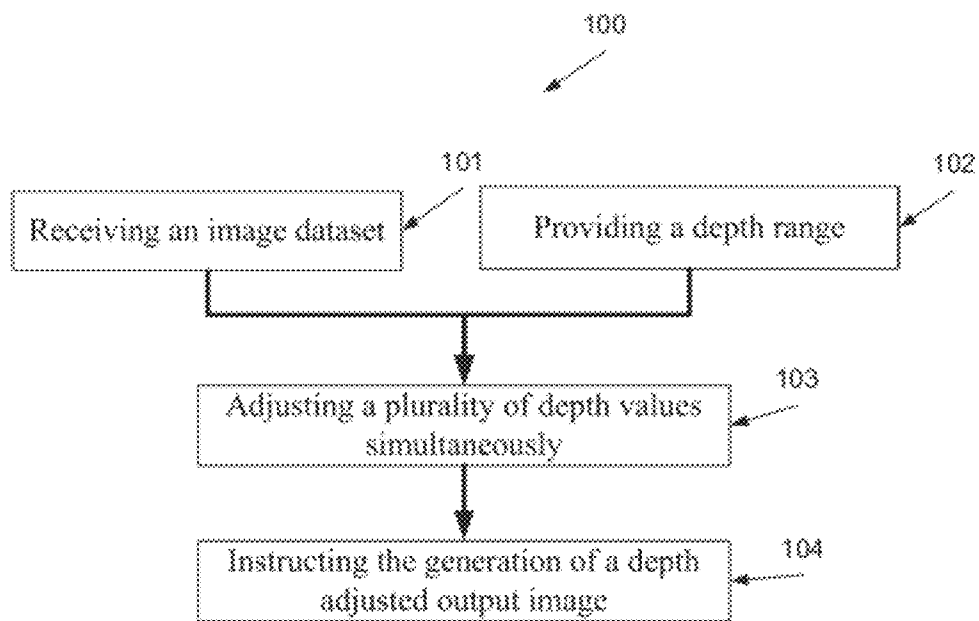 100
101
102
Receiving an image dataset
Providing a depth range
103
Adjusting a plurality of depth values
simultaneously
104
Instructing the generation of a depth
adjusted output image